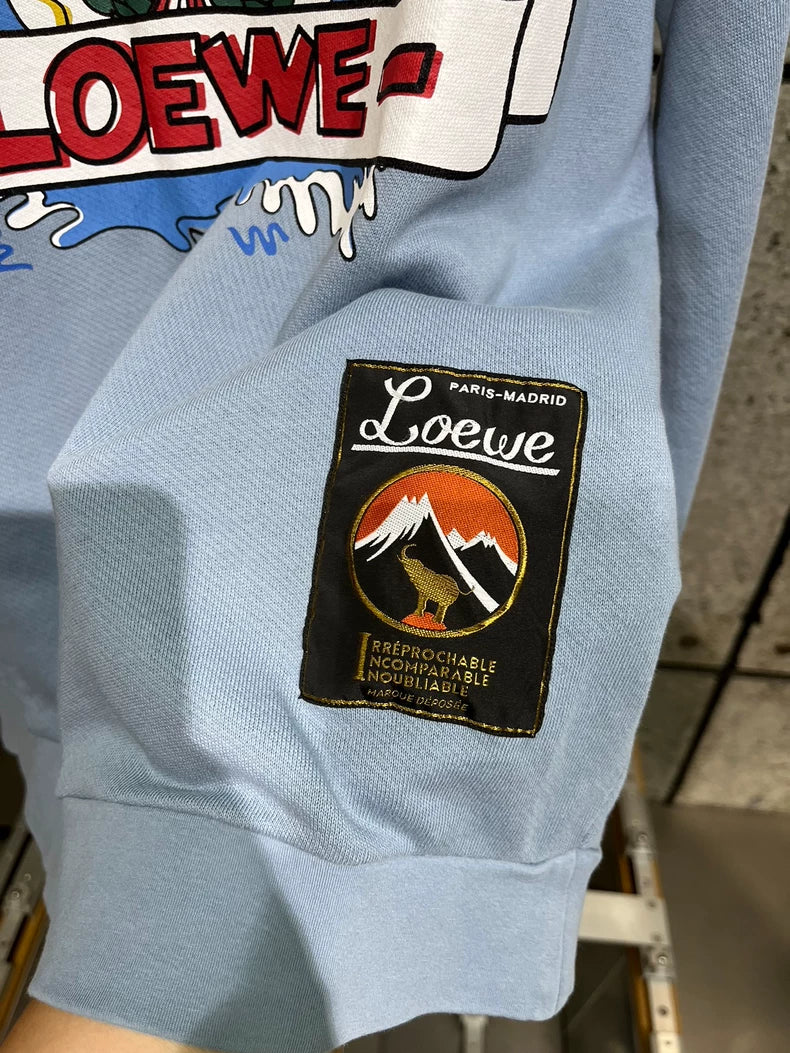 LOEWE
PARIS-MADRID
Loewe
IRRÉPROCHABLE
INCOMPARABLE
INOUBLIABLE
MARQUE DÉPOSÉE